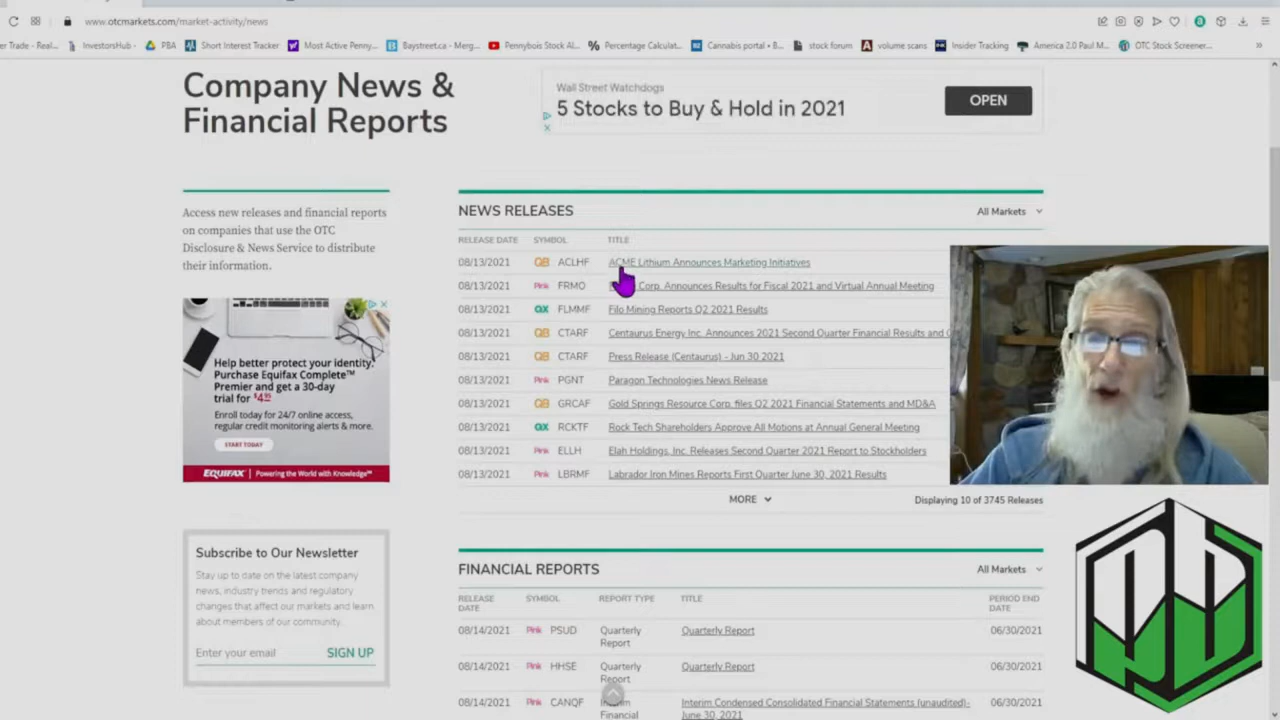 www.otcmarkets.com/market-activity/news
er Trade - Real...
InvestorsHub -
PBA
Short Interest Tracker
Most Active Penny...
Baystreet.ca - Merg...
Pennybois Stock Al...
Percentage Calculat...
Cannabis portal • B...
stock forum
volume scans
Insider Tracking
America 2.0 Paul M...
OTC Stock Screener...
Company News &
Financial Reports
Wall Street Watchdogs
5 Stocks to Buy & Hold in 2021
OPEN
Access new releases and financial reports
on companies that use the OTC
Disclosure & News Service to distribute
their information.
Help better protect your identity.
Purchase Equifax Complete™
Premier and get a 30-day
trial for $4.95
Enroll today for 24/7 online access,
regular credit monitoring alerts & more.
START TODAY
EQUIFAX | Powering the World with Knowledge™
Subscribe to Our Newsletter
Stay up to date on the latest company
news, industry trends and regulatory
changes that affect our markets and learn
about members of our community.
Enter your email SIGN UP
NEWS RELEASES All Markets
RELEASE DATE SYMBOL TITLE
08/13/2021 QB ACLHF ACME Lithium Announces Marketing Initiatives
08/13/2021 Pink FRMO Corp. Announces Results for Fiscal 2021 and Virtual Annual Meeting
08/13/2021 QX FLMMF Filo Mining Reports Q2 2021 Results
08/13/2021 QB CTARF Centaurus Energy Inc. Announces 2021 Second Quarter Financial Results and
08/13/2021 QB CTARF Press Release (Centaurus) - Jun 30 2021
08/13/2021 Pink PGNT Paragon Technologies News Release
08/13/2021 QB GRCAF Gold Springs Resource Corp. files Q2 2021 Financial Statements and MD&A
08/13/2021 QX RCKTF Rock Tech Shareholders Approve All Motions at Annual General Meeting
08/13/2021 Pink ELLH Elah Holdings, Inc. Releases Second Quarter 2021 Report to Stockholders
08/13/2021 Pink LBRMF Labrador Iron Mines Reports First Quarter June 30, 2021 Results
MORE Displaying 10 of 3745 Releases
FINANCIAL REPORTS All Markets
RELEASE DATE SYMBOL REPORT TYPE TITLE PERIOD END DATE
08/14/2021 Pink PSUD Quarterly Report Quarterly Report 06/30/2021
08/14/2021 Pink HHSE Quarterly Report Quarterly Report 06/30/2021
08/14/2021 Pink CANQF Interim Financial Interim Condensed Consolidated Financial Statements (unaudited)- June 30, 2021 06/30/2021